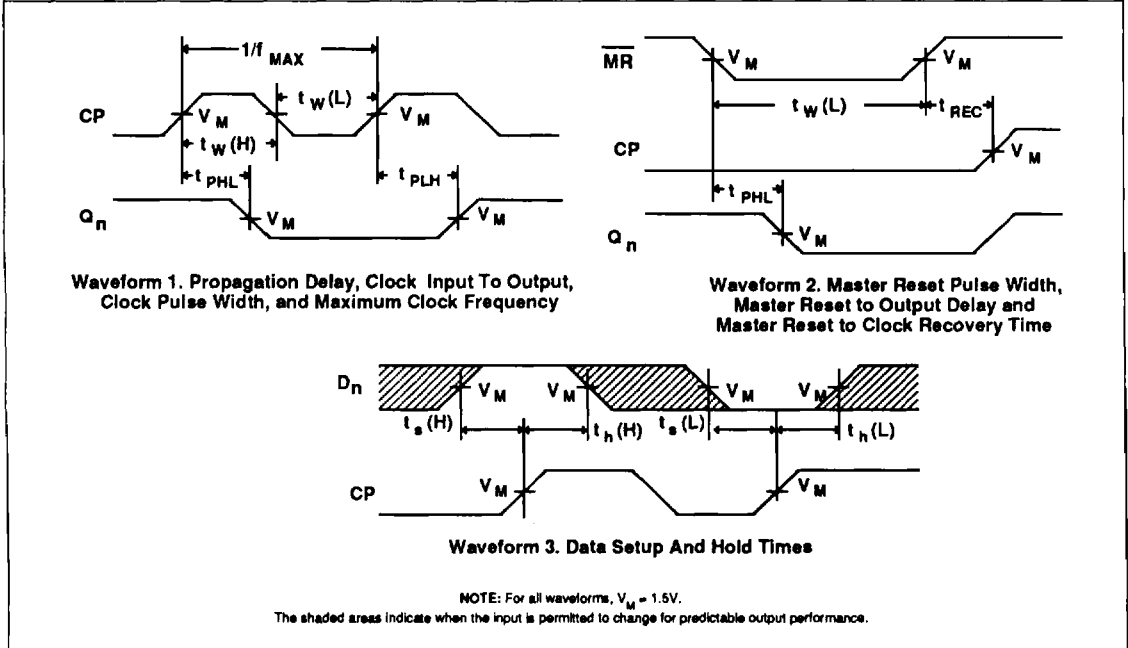 1/f MAX
t W (L)
CP
V M
t W (H)
t PHL
t PLH
Q n
V M
V M
Waveform 1. Propagation Delay, Clock Input To Output,
Clock Pulse Width, and Maximum Clock Frequency
MR
V M
V M
t W (L)
t REC
CP
V M
t PHL
Q n
V M
Waveform 2. Master Reset Pulse Width,
Master Reset to Output Delay and
Master Reset to Clock Recovery Time
D n
V M
V M
V M
V M
t s (H)
t h (H)
t s (L)
t h (L)
CP
V M
V M
Waveform 3. Data Setup And Hold Times
NOTE: For all waveforms, V M = 1.5V.
The shaded areas indicate when the input is permitted to change for predictable output performance.